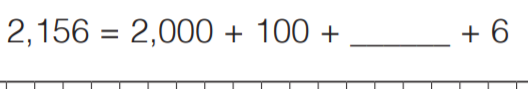 2,156 = 2,000 + 100 + ______ + 6